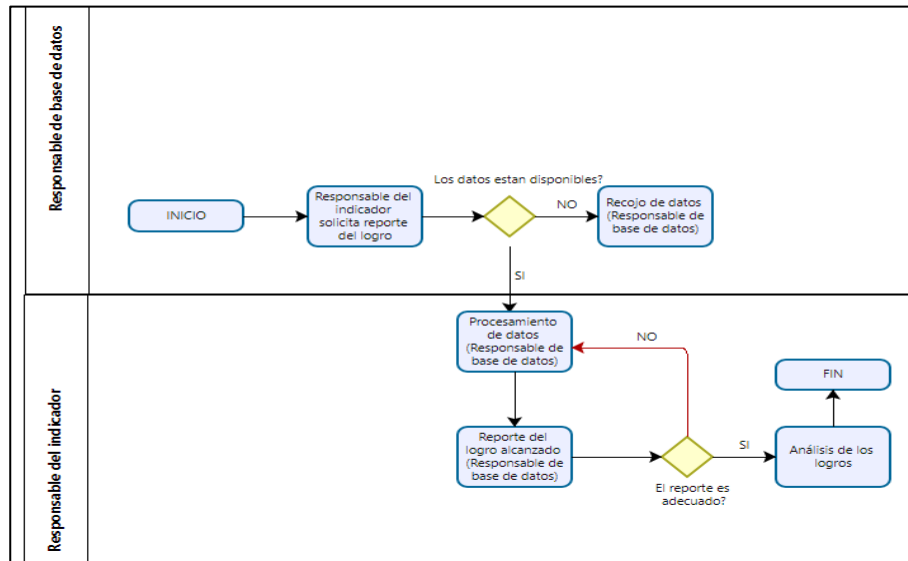 Responsable de base de datos
Los datos estan disponibles?
INICIO
Responsable del
indicador
solicita reporte
del logro
NO
Recojo de datos
(Responsable de
base de datos)
SI
Responsable del indicador
Procesamiento
de datos
(Responsable de
base de datos)
NO
FIN
Reporte del
logro alcanzado
(Responsable de
base de datos)
SI
Análisis de los
logros
El reporte es
adecuado?